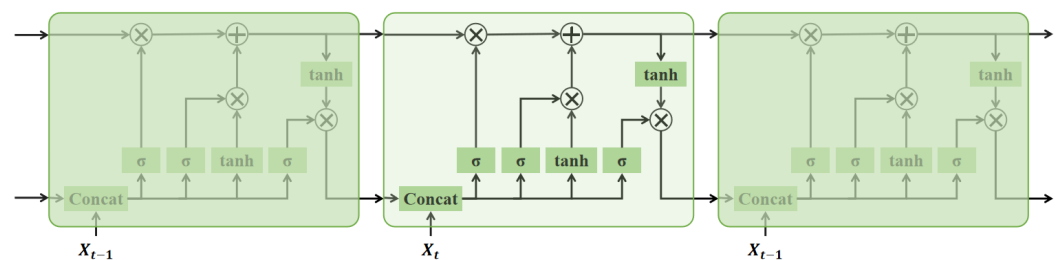 tanh tanh tanh
σ σ tanh σ σ σ tanh σ σ σ tanh σ
Concat Concat Concat
X_{t-1} X_t X_{t-1}